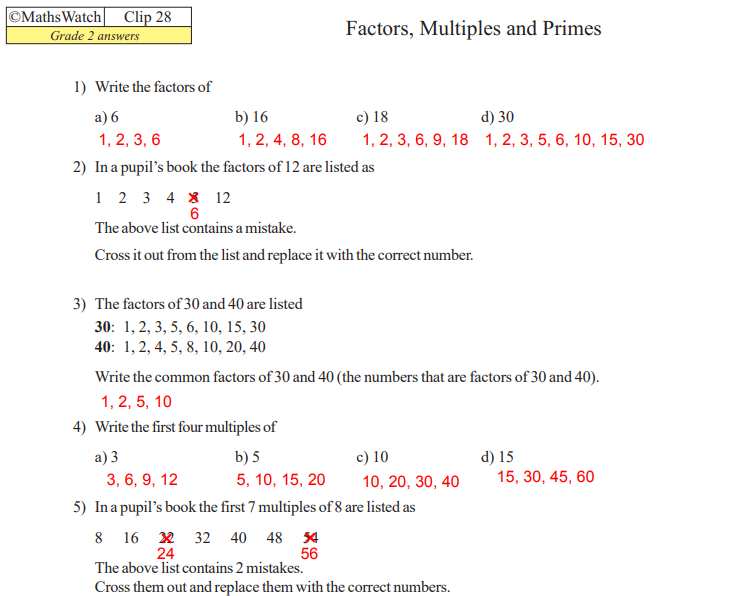 ©MathsWatch Clip 28
Grade 2 answers
Factors, Multiples and Primes
1) Write the factors of
a) 6 b) 16 c) 18 d) 30
1, 2, 3, 6 1, 2, 4, 8, 16 1, 2, 3, 6, 9, 18 1, 2, 3, 5, 6, 10, 15, 30
2) In a pupil's book the factors of 12 are listed as
1 2 3 4 12
6
The above list contains a mistake.
Cross it out from the list and replace it with the correct number.
3) The factors of 30 and 40 are listed
30: 1, 2, 3, 5, 6, 10, 15, 30
40: 1, 2, 4, 5, 8, 10, 20, 40
Write the common factors of 30 and 40 (the numbers that are factors of 30 and 40).
1, 2, 5, 10
4) Write the first four multiples of
a) 3 b) 5 c) 10 d) 15
3, 6, 9, 12 5, 10, 15, 20 10, 20, 30, 40 15, 30, 45, 60
5) In a pupil's book the first 7 multiples of 8 are listed as
8 16 22 32 40 48 54
24 56
The above list contains 2 mistakes.
Cross them out and replace them with the correct numbers.